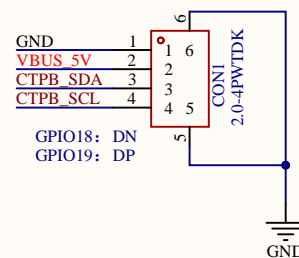 6
GND 1 1 6
VBUS_5V 2 2
CTPB_SDA 3 3
CTPB_SCL 4 4 5
CON1
2.0-4PWTDK
5
GPIO18: DN
GPIO19: DP
GND